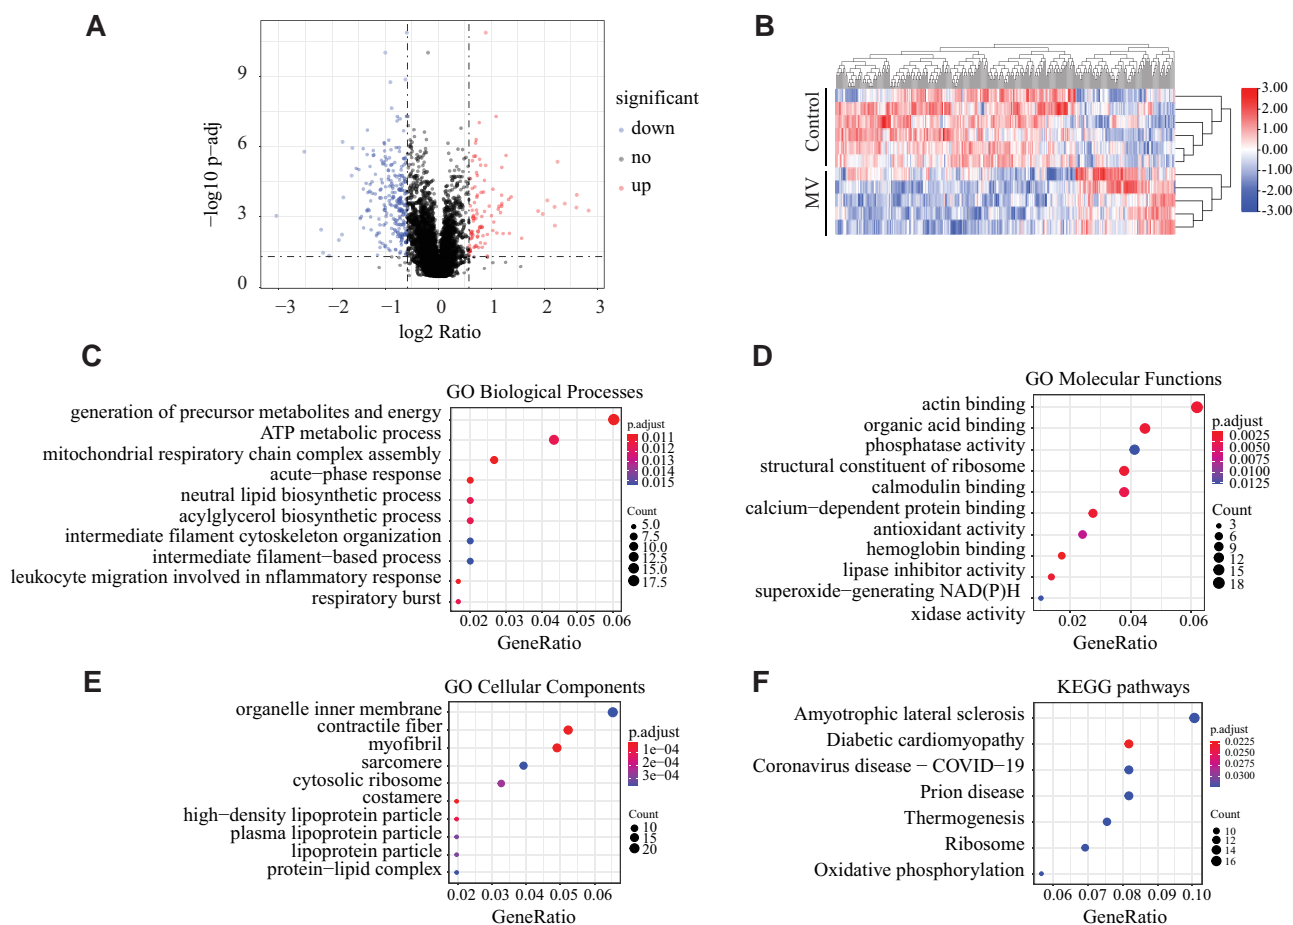 A
9
6
3
0
−log10 p−adj
−3
−2
−1
0
1
2
3
log2 Ratio
significant
down
no
up
B
Control
MV
3.00
2.00
1.00
0.00
-1.00
-2.00
-3.00
C
GO Biological Processes
generation of precursor metabolites and energy
ATP metabolic process
mitochondrial respiratory chain complex assembly
acute−phase response
neutral lipid biosynthetic process
acylglycerol biosynthetic process
intermediate filament cytoskeleton organization
intermediate filament−based process
leukocyte migration involved in nflammatory response
respiratory burst
0.02 0.03 0.04 0.05 0.06
GeneRatio
p.adjust
0.011
0.012
0.013
0.014
0.015
Count
5.0
7.5
10.0
12.5
15.0
17.5
D
GO Molecular Functions
actin binding
organic acid binding
phosphatase activity
structural constituent of ribosome
calmodulin binding
calcium−dependent protein binding
antioxidant activity
hemoglobin binding
lipase inhibitor activity
superoxide−generating NAD(P)H
xidase activity
0.02 0.04 0.06
GeneRatio
p.adjust
0.0025
0.0050
0.0075
0.0100
0.0125
Count
3
6
9
12
15
18
E
GO Cellular Components
organelle inner membrane
contractile fiber
myofibril
sarcomere
cytosolic ribosome
costamere
high−density lipoprotein particle
plasma lipoprotein particle
lipoprotein particle
protein−lipid complex
0.02 0.03 0.04 0.05 0.06
GeneRatio
p.adjust
1e−04
2e−04
3e−04
Count
10
15
20
F
KEGG pathways
Amyotrophic lateral sclerosis
Diabetic cardiomyopathy
Coronavirus disease − COVID−19
Prion disease
Thermogenesis
Ribosome
Oxidative phosphorylation
0.06 0.07 0.08 0.09 0.10
GeneRatio
p.adjust
0.0225
0.0250
0.0275
0.0300
Count
10
12
14
16